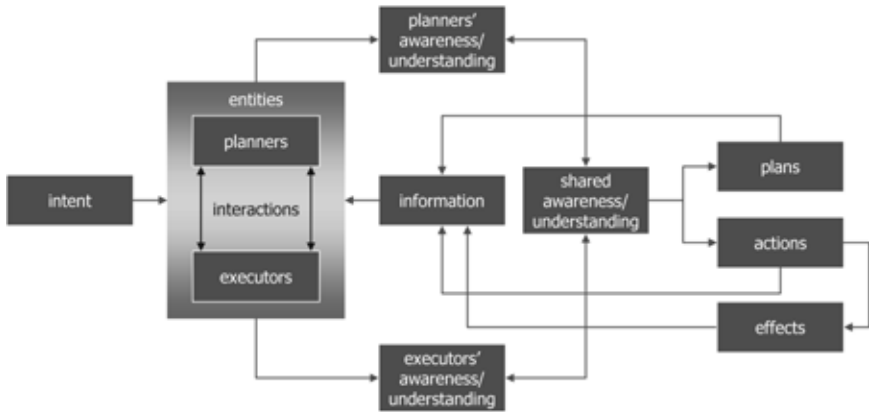 planners'
awareness/
understanding
entities
planners
intent
interactions
information
shared
awareness/
understanding
plans
actions
executors
effects
executors'
awareness/
understanding